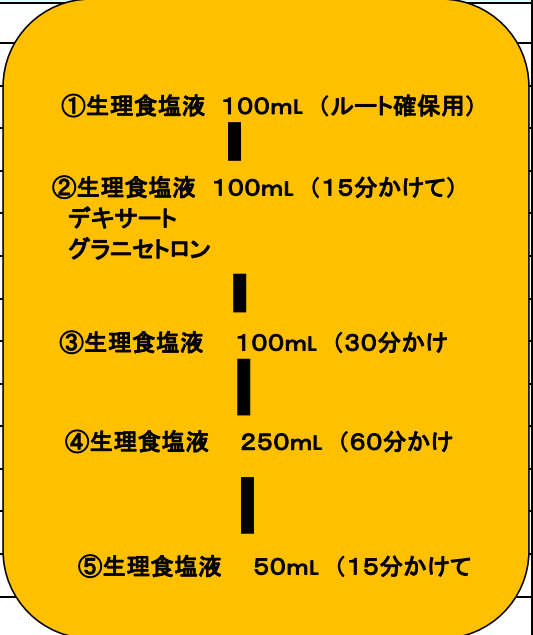 ①生理食塩液　100mL　（ルート確保用）
②生理食塩液　100mL　（15分かけて）
デキサート
グラニセトロン
③生理食塩液　100mL　（30分かけ
④生理食塩液　250mL　（60分かけ
⑤生理食塩液　50mL　（15分かけて